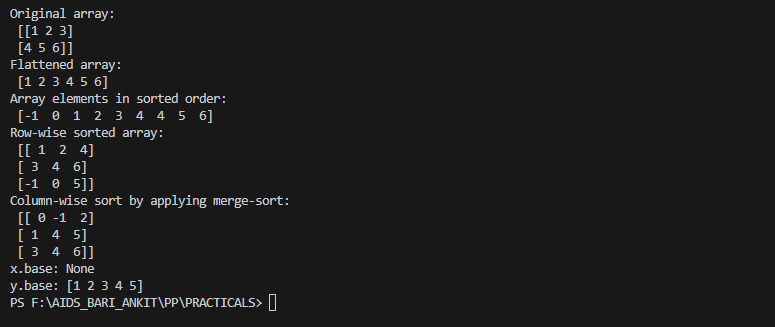 Original array:
 [[1 2 3]
 [4 5 6]]
Flattened array:
 [1 2 3 4 5 6]
Array elements in sorted order:
 [-1  0  1  2  3  4  4  5  6]
Row-wise sorted array:
 [[ 1  2  4]
 [ 3  4  6]
 [-1  0  5]]
Column-wise sort by applying merge-sort:
 [[ 0 -1  2]
 [ 1  4  5]
 [ 3  4  6]]
x.base: None
y.base: [1 2 3 4 5]
PS F:\AIDS_BARI_ANKIT\PP\PRACTICALS>